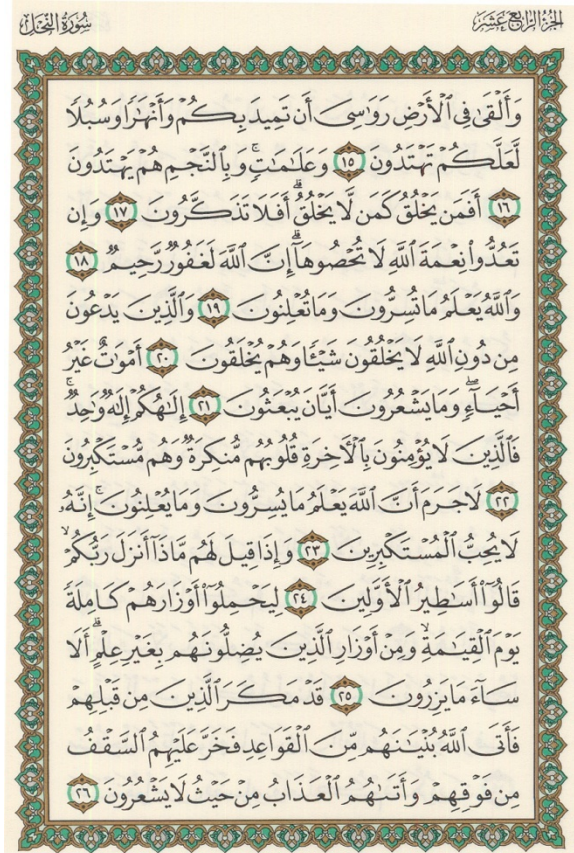 الجزء الرابع عشر
سورة النحل
وَأَلْقَىٰ فِى ٱلْأَرْضِ رَوَٰسِىَ أَن تَمِيدَ بِكُمْ وَأَنْهَٰرًا وَسُبُلًا
لَّعَلَّكُمْ تَهْتَدُونَ ١٥ وَعَلَٰمَٰتٍ ۚ وَبِٱلنَّجْمِ هُمْ يَهْتَدُونَ
١٦ أَفَمَن يَخْلُقُ كَمَن لَّا يَخْلُقُ ۗ أَفَلَا تَذَكَّرُونَ ١٧ وَإِن
تَعُدُّوا۟ نِعْمَةَ ٱللَّهِ لَا تُحْصُوهَآ ۗ إِنَّ ٱللَّهَ لَغَفُورٌ رَّحِيمٌ ١٨
وَٱللَّهُ يَعْلَمُ مَا تُسِرُّونَ وَمَا تُعْلِنُونَ ١٩ وَٱلَّذِينَ يَدْعُونَ
مِن دُونِ ٱللَّهِ لَا يَخْلُقُونَ شَيْـًٔا وَهُمْ يُخْلَقُونَ ٢٠ أَمْوَٰتٌ غَيْرُ
أَحْيَآءٍ ۖ وَمَا يَشْعُرُونَ أَيَّانَ يُبْعَثُونَ ٢١ إِلَٰهُكُمْ إِلَٰهٌ وَٰحِدٌ ۚ
فَٱلَّذِينَ لَا يُؤْمِنُونَ بِٱلْـَٔاخِرَةِ قُلُوبُهُم مُّنكِرَةٌ وَهُم مُّسْتَكْبِرُونَ
٢٢ لَا جَرَمَ أَنَّ ٱللَّهَ يَعْلَمُ مَا يُسِرُّونَ وَمَا يُعْلِنُونَ ۚ إِنَّهُۥ
لَا يُحِبُّ ٱلْمُسْتَكْبِرِينَ ٢٣ وَإِذَا قِيلَ لَهُم مَّاذَآ أَنزَلَ رَبُّكُمْ ۙ
قَالُوٓا۟ أَسَٰطِيرُ ٱلْأَوَّلِينَ ٢٤ لِيَحْمِلُوٓا۟ أَوْزَارَهُمْ كَامِلَةً
يَوْمَ ٱلْقِيَٰمَةِ ۙ وَمِنْ أَوْزَارِ ٱلَّذِينَ يُضِلُّونَهُم بِغَيْرِ عِلْمٍ ۗ أَلَا
سَآءَ مَا يَزِرُونَ ٢٥ قَدْ مَكَرَ ٱلَّذِينَ مِن قَبْلِهِمْ
فَأَتَى ٱللَّهُ بُنْيَٰنَهُم مِّنَ ٱلْقَوَاعِدِ فَخَرَّ عَلَيْهِمُ ٱلسَّقْفُ
مِن فَوْقِهِمْ وَأَتَىٰهُمُ ٱلْعَذَابُ مِنْ حَيْثُ لَا يَشْعُرُونَ ٢٦